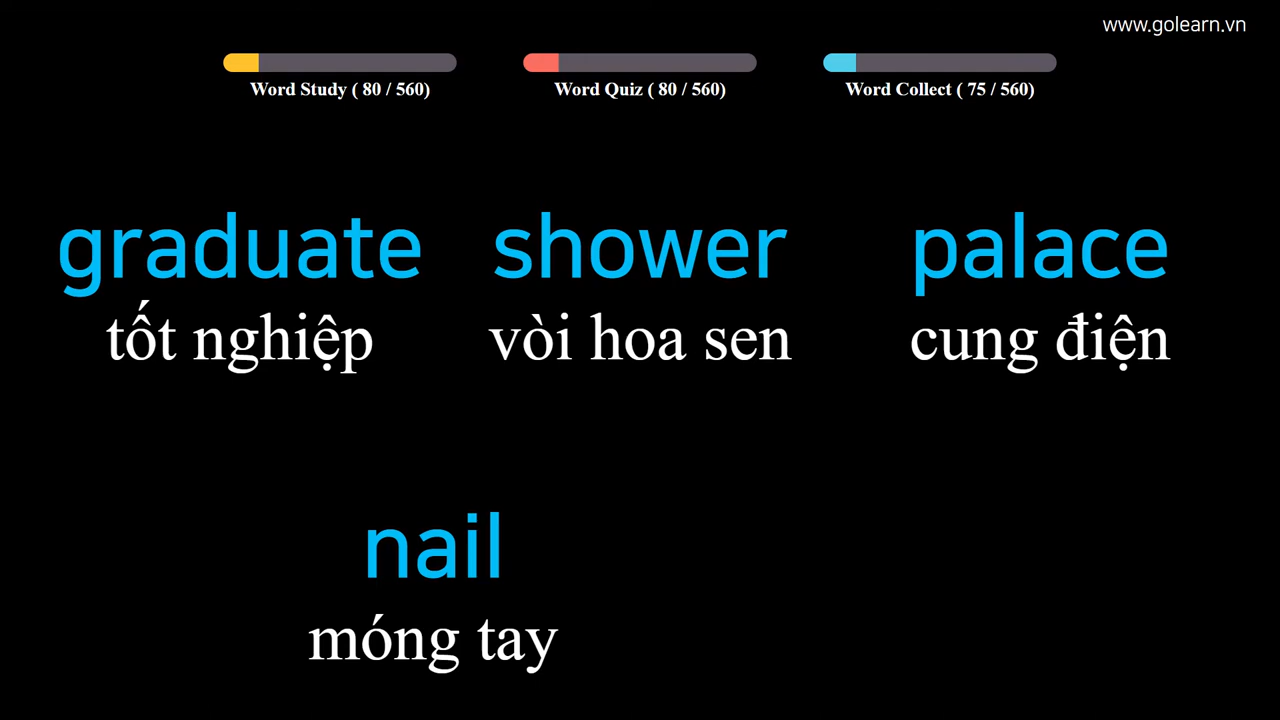 www.golearn.vn
Word Study ( 80 / 560)
Word Quiz ( 80 / 560)
Word Collect ( 75 / 560)
graduate
tốt nghiệp
shower
vòi hoa sen
palace
cung điện
nail
móng tay